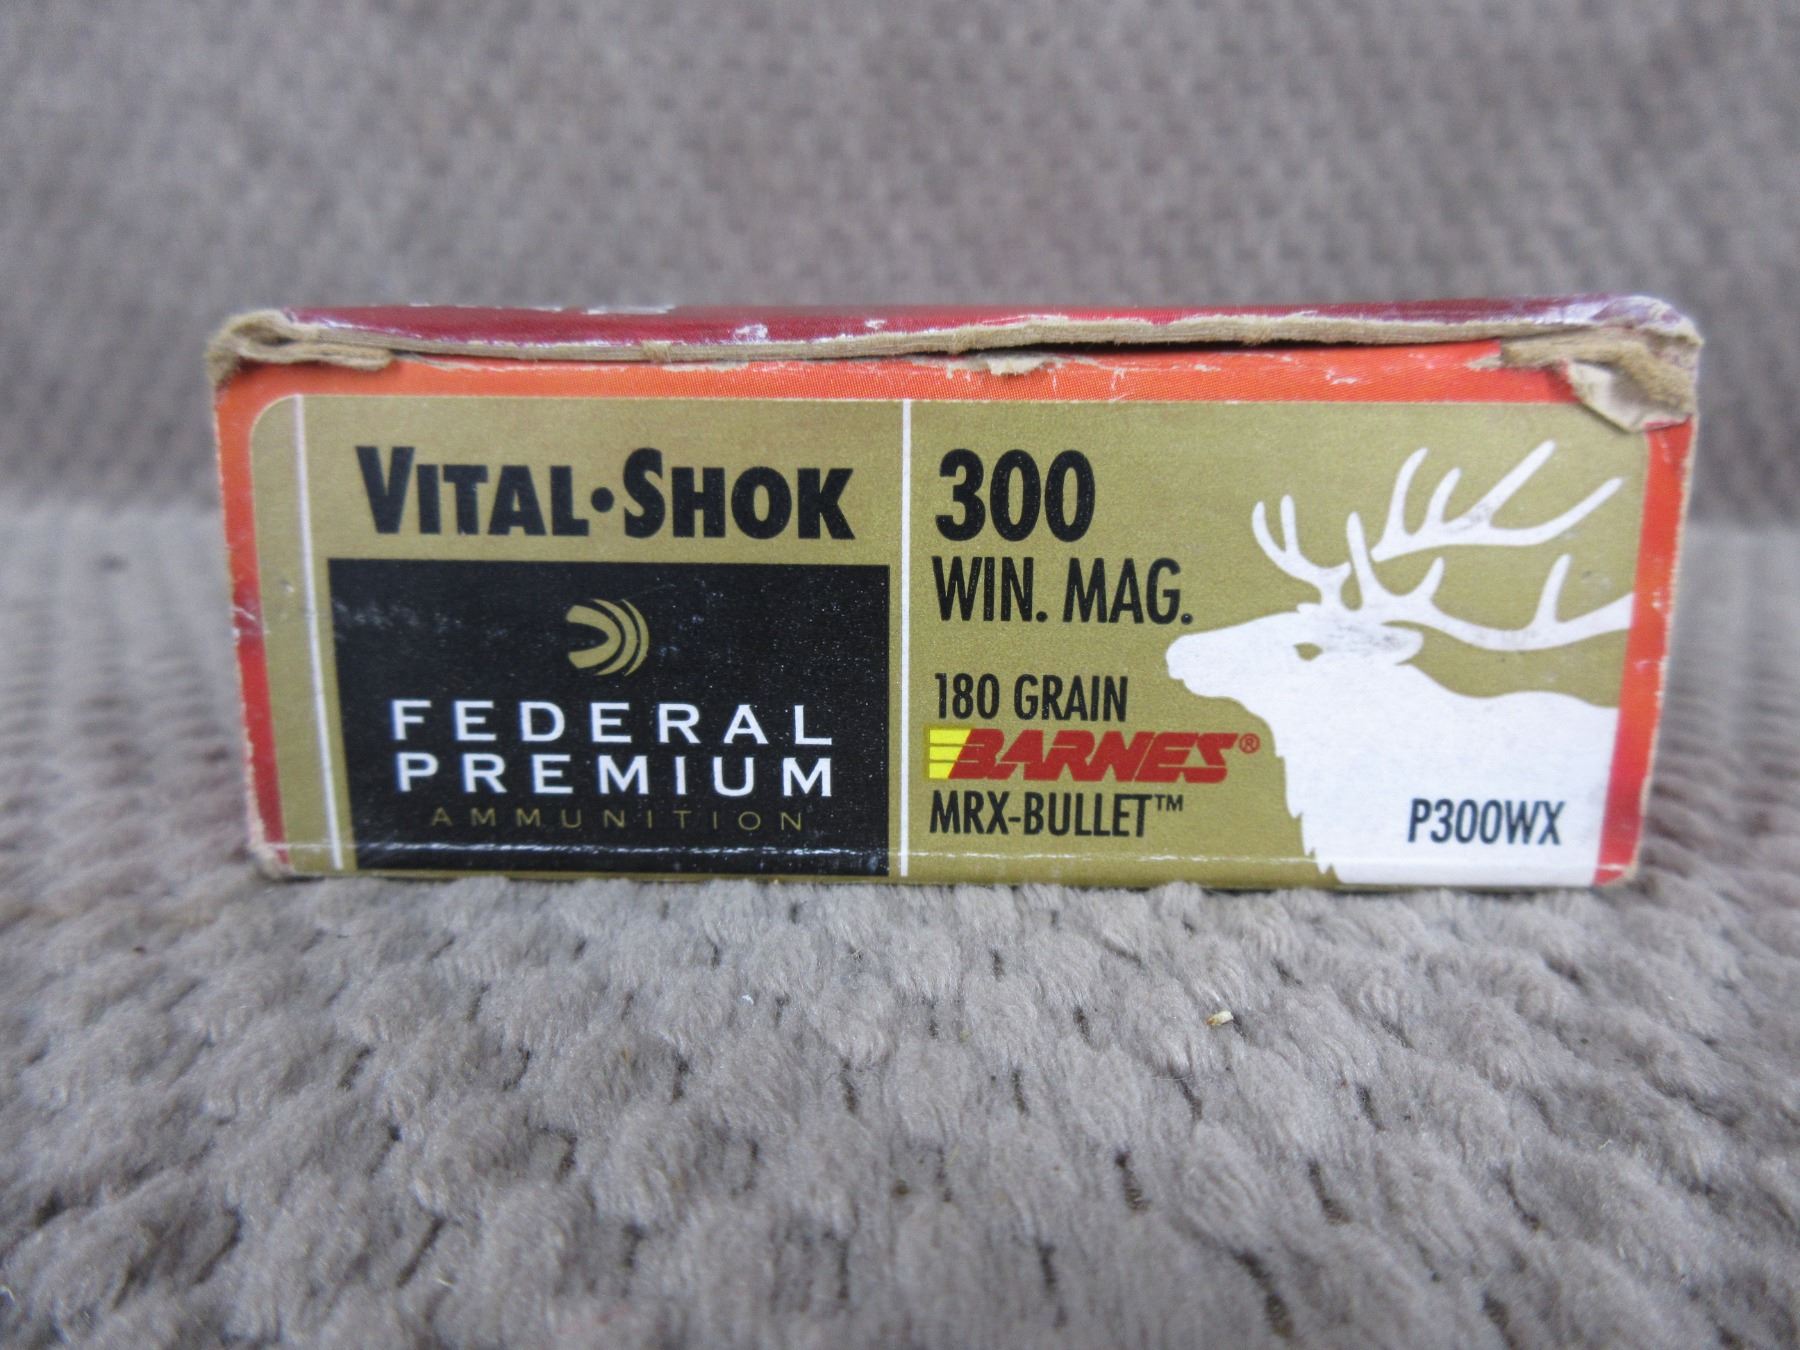 VITAL•SHOK
FEDERAL
PREMIUM
AMMUNITION
300
WIN. MAG.
180 GRAIN
BARNES®
MRX-BULLET™
P300WX